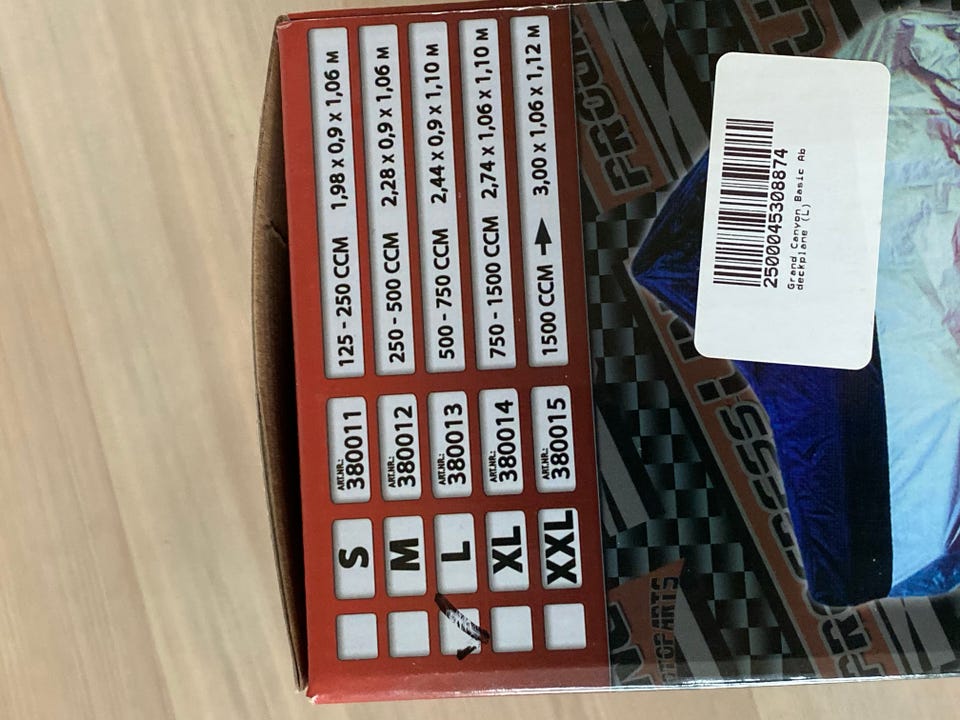 S ART.NR.: 380011 125 - 250 CCM 1,98 x 0,9 x 1,06 M
M ART.NR.: 380012 250 - 500 CCM 2,28 x 0,9 x 1,06 M
L ART.NR.: 380013 500 - 750 CCM 2,44 x 0,9 x 1,10 M
XL ART.NR.: 380014 750 - 1500 CCM 2,74 x 1,06 x 1,10 M
XXL ART.NR.: 380015 1500 CCM 3,00 x 1,06 x 1,12 M
2500045308874
Grand Canyon Basic Ab
deckplane (L)